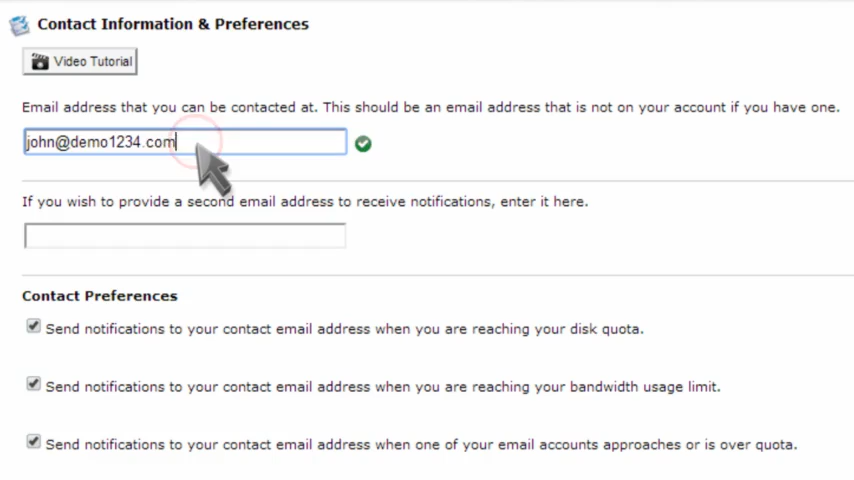 Contact Information & Preferences
Video Tutorial
Email address that you can be contacted at. This should be an email address that is not on your account if you have one.
john@demo1234.com
If you wish to provide a second email address to receive notifications, enter it here.
Contact Preferences
Send notifications to your contact email address when you are reaching your disk quota.
Send notifications to your contact email address when you are reaching your bandwidth usage limit.
Send notifications to your contact email address when one of your email accounts approaches or is over quota.